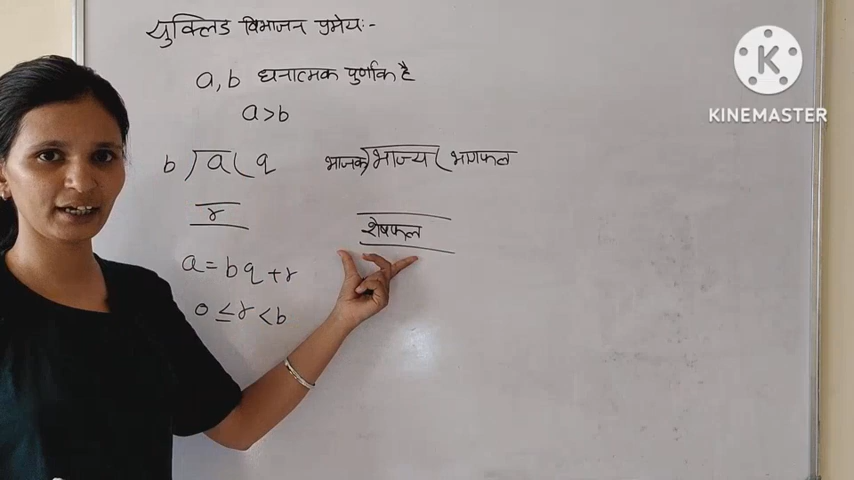 युक्लिड विभाजन प्रमेय:-
a, b धनात्मक पुर्णांक है
a>b
b ) a ( q भाजक) भाज्य ( भागफल
r शेषफल
a = bq + r
0 ≤ r < b
K
KINEMASTER